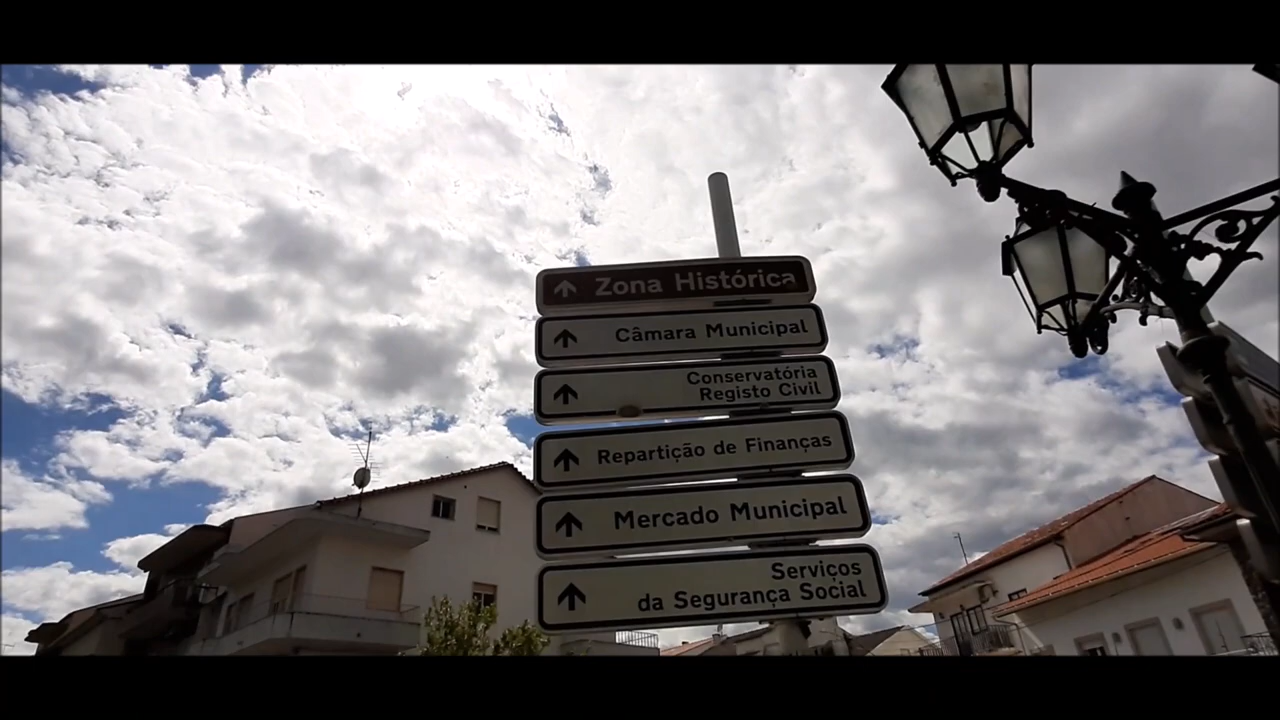 Zona Histórica
Câmara Municipal
Conservatória
Registo Civil
Repartição de Finanças
Mercado Municipal
Serviços
da Segurança Social